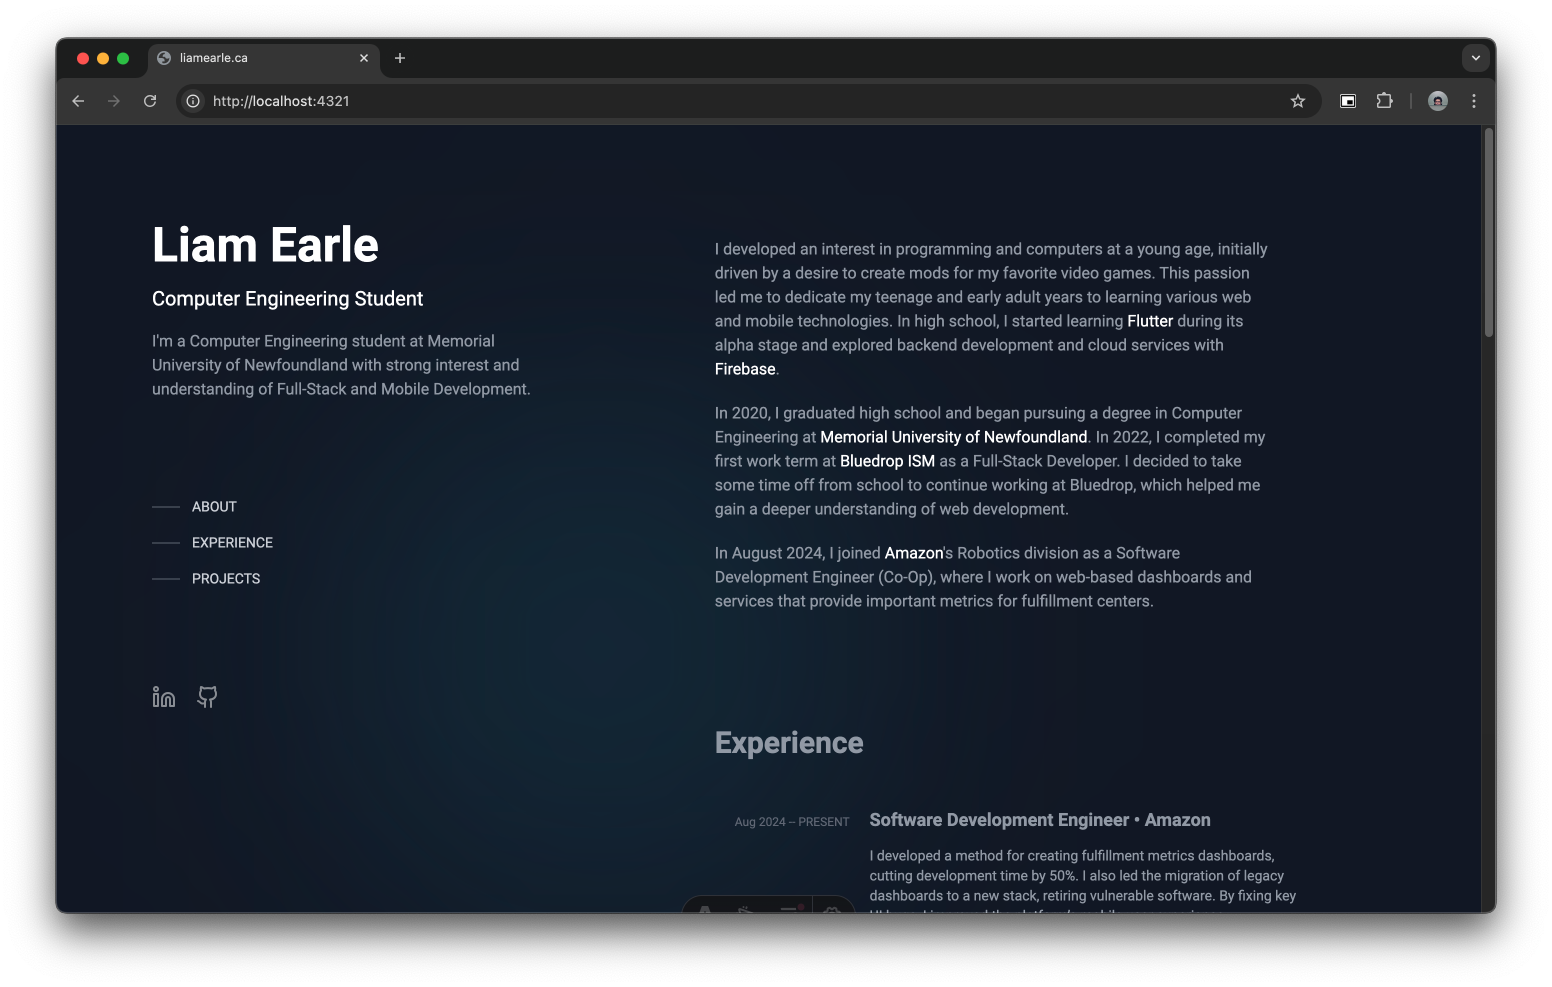 liamearle.ca
http://localhost:4321
Liam Earle
Computer Engineering Student
I'm a Computer Engineering student at Memorial
University of Newfoundland with strong interest and
understanding of Full-Stack and Mobile Development.
ABOUT
EXPERIENCE
PROJECTS
I developed an interest in programming and computers at a young age, initially
driven by a desire to create mods for my favorite video games. This passion
led me to dedicate my teenage and early adult years to learning various web
and mobile technologies. In high school, I started learning Flutter during its
alpha stage and explored backend development and cloud services with
Firebase.
In 2020, I graduated high school and began pursuing a degree in Computer
Engineering at Memorial University of Newfoundland. In 2022, I completed my
first work term at Bluedrop ISM as a Full-Stack Developer. I decided to take
some time off from school to continue working at Bluedrop, which helped me
gain a deeper understanding of web development.
In August 2024, I joined Amazon's Robotics division as a Software
Development Engineer (Co-Op), where I work on web-based dashboards and
services that provide important metrics for fulfillment centers.
Experience
Aug 2024 – PRESENT
Software Development Engineer • Amazon
I developed a method for creating fulfillment metrics dashboards,
cutting development time by 50%. I also led the migration of legacy
dashboards to a new stack, retiring vulnerable software. By fixing key